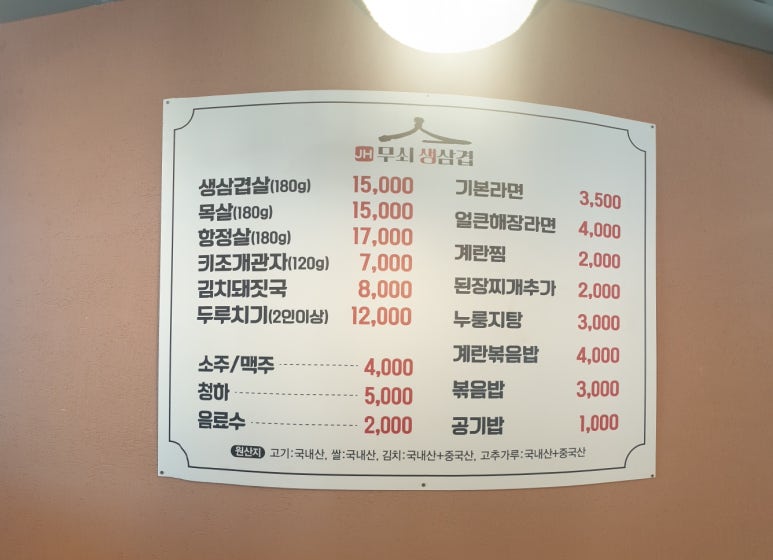 JH 무쇠 생삼겹
생삼겹살(180g) 15,000
목살(180g) 15,000
항정살(180g) 17,000
키조개관자(120g) 7,000
김치돼짓국 8,000
두루치기(2인이상) 12,000
소주/맥주 4,000
청하 5,000
음료수 2,000
기본라면 3,500
얼큰해장라면 4,000
계란찜 2,000
된장찌개추가 2,000
누룽지탕 3,000
계란볶음밥 4,000
볶음밥 3,000
공기밥 1,000
원산지 고기:국내산, 쌀:국내산, 김치:국내산+중국산, 고추가루:국내산+중국산